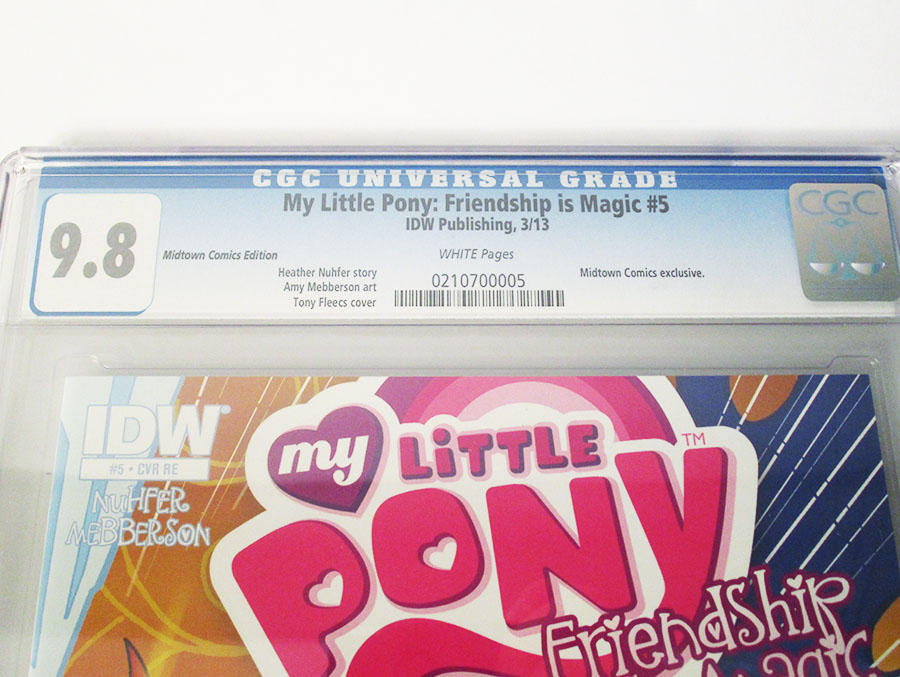 CGC UNIVERSAL GRADE
My Little Pony: Friendship is Magic #5
IDW Publishing, 3/13
9.8
CGC
Midtown Comics Edition
WHITE Pages
Heather Nuhfer story
Amy Mebberson art
Tony Fleecs cover
0210700005
Midtown Comics exclusive.
IDW®
#5 • CVR RE
NUHFER
MEBBERSON
my LiTTLE
PONY
TM
Friendship
is Magic